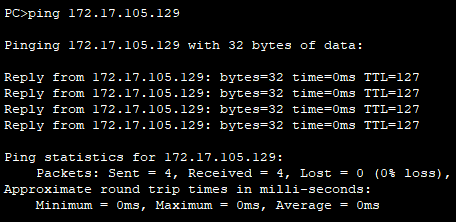 PC>ping 172.17.105.129
Pinging 172.17.105.129 with 32 bytes of data:
Reply from 172.17.105.129: bytes=32 time=0ms TTL=127
Reply from 172.17.105.129: bytes=32 time=0ms TTL=127
Reply from 172.17.105.129: bytes=32 time=0ms TTL=127
Reply from 172.17.105.129: bytes=32 time=0ms TTL=127
Ping statistics for 172.17.105.129:
Packets: Sent = 4, Received = 4, Lost = 0 (0% loss),
Approximate round trip times in milli-seconds:
Minimum = 0ms, Maximum = 0ms, Average = 0ms